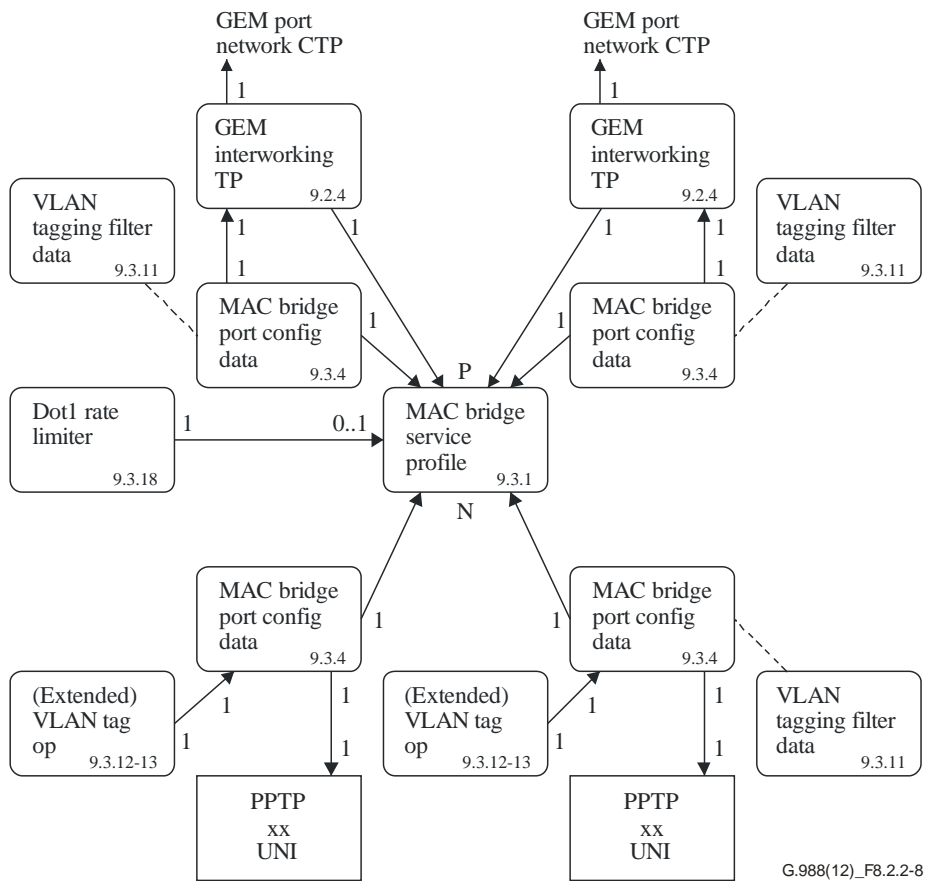 GEM port
network CTP
GEM port
network CTP
1
1
GEM
interworking
TP
9.2.4
GEM
interworking
TP
9.2.4
VLAN
tagging filter
data
9.3.11
VLAN
tagging filter
data
9.3.11
1
1
1
1
1
1
MAC bridge
port config
data
9.3.4
MAC bridge
port config
data
9.3.4
1
1
P
Dot1 rate
limiter
9.3.18
1
0..1
MAC bridge
service
profile
9.3.1
N
MAC bridge
port config
data
9.3.4
1
MAC bridge
port config
data
9.3.4
1
(Extended)
VLAN tag
op
9.3.12-13
1
1
1
1
(Extended)
VLAN tag
op
9.3.12-13
1
1
1
1
VLAN
tagging filter
data
9.3.11
PPTP
xx
UNI
PPTP
xx
UNI
G.988(12)_F8.2.2-8